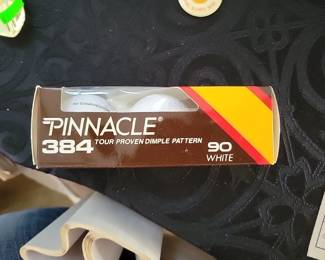 PINNACLE®
384 TOUR PROVEN DIMPLE PATTERN 90
WHITE